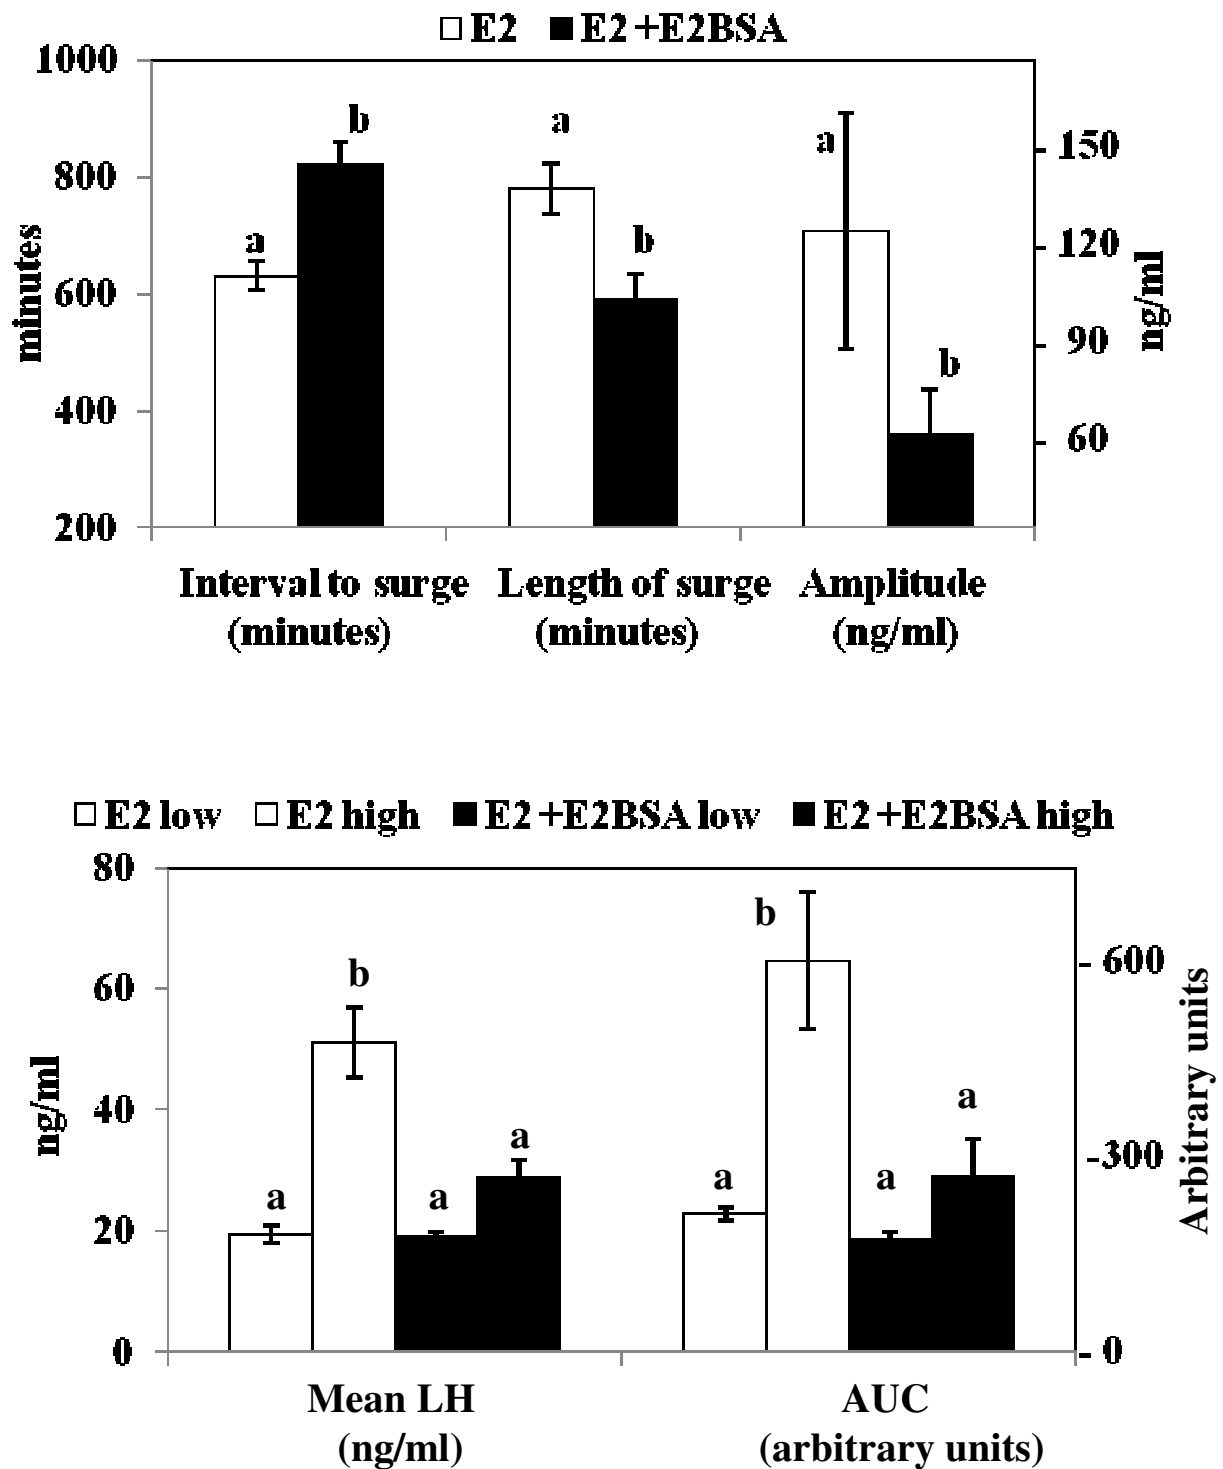 E2 E2 +E2BSA
1000
800
600
400
200
minutes
b
a
a
b
a
b
150
120
90
60
ng/ml
Interval to surge Length of surge Amplitude
(minutes) (minutes) (ng/ml)
E2 low E2 high E2 +E2BSA low E2 +E2BSA high
80
60
40
20
0
ng/ml
a
b
a
a
a
b
a
a
600
300
0
Arbitrary units
Mean LH AUC
(ng/ml) (arbitrary units)